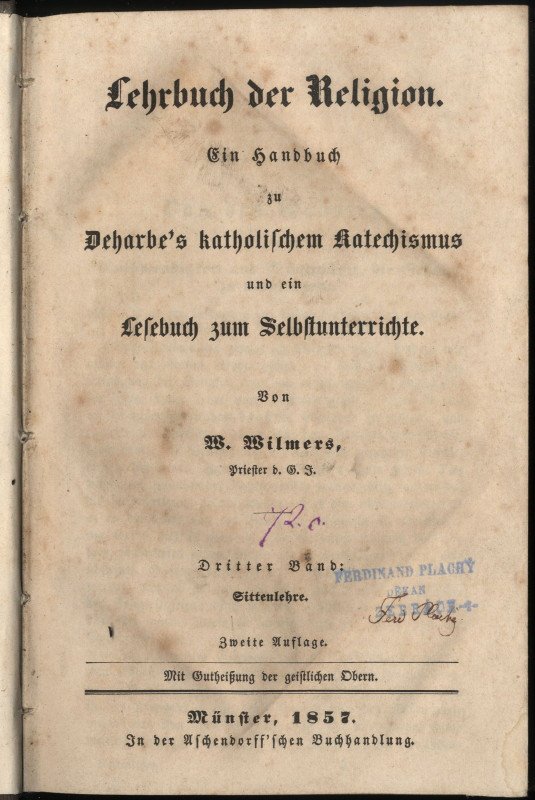 Lehrbuch der Religion.
Ein Handbuch
zu
Deharbe's katholischem Katechismus
und ein
Lesebuch zum Selbstunterrichte.
Von
W. Wilmers,
Priester d. G. J.
Dritter Band:
FERDINAND PLACHÝ
Sittenlehre.
Zweite Auflage.
Mit Gutheißung der geistlichen Obern.
Münster, 1857.
In der Aschendorff'schen Buchhandlung.